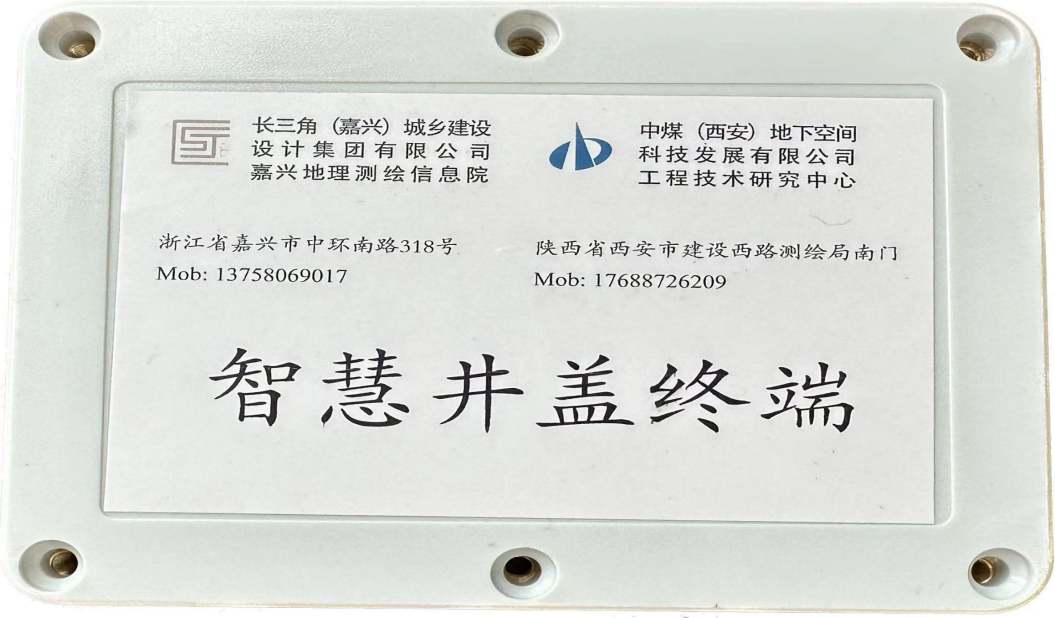 长三角（嘉兴）城乡建设
设计集团有限公司
嘉兴地理测绘信息院
中煤（西安）地下空间
科技发展有限公司
工程技术研究中心
浙江省嘉兴市中环南路318号
Mob: 13758069017
陕西省西安市建设西路测绘局南门
Mob: 17688726209
智慧井盖终端